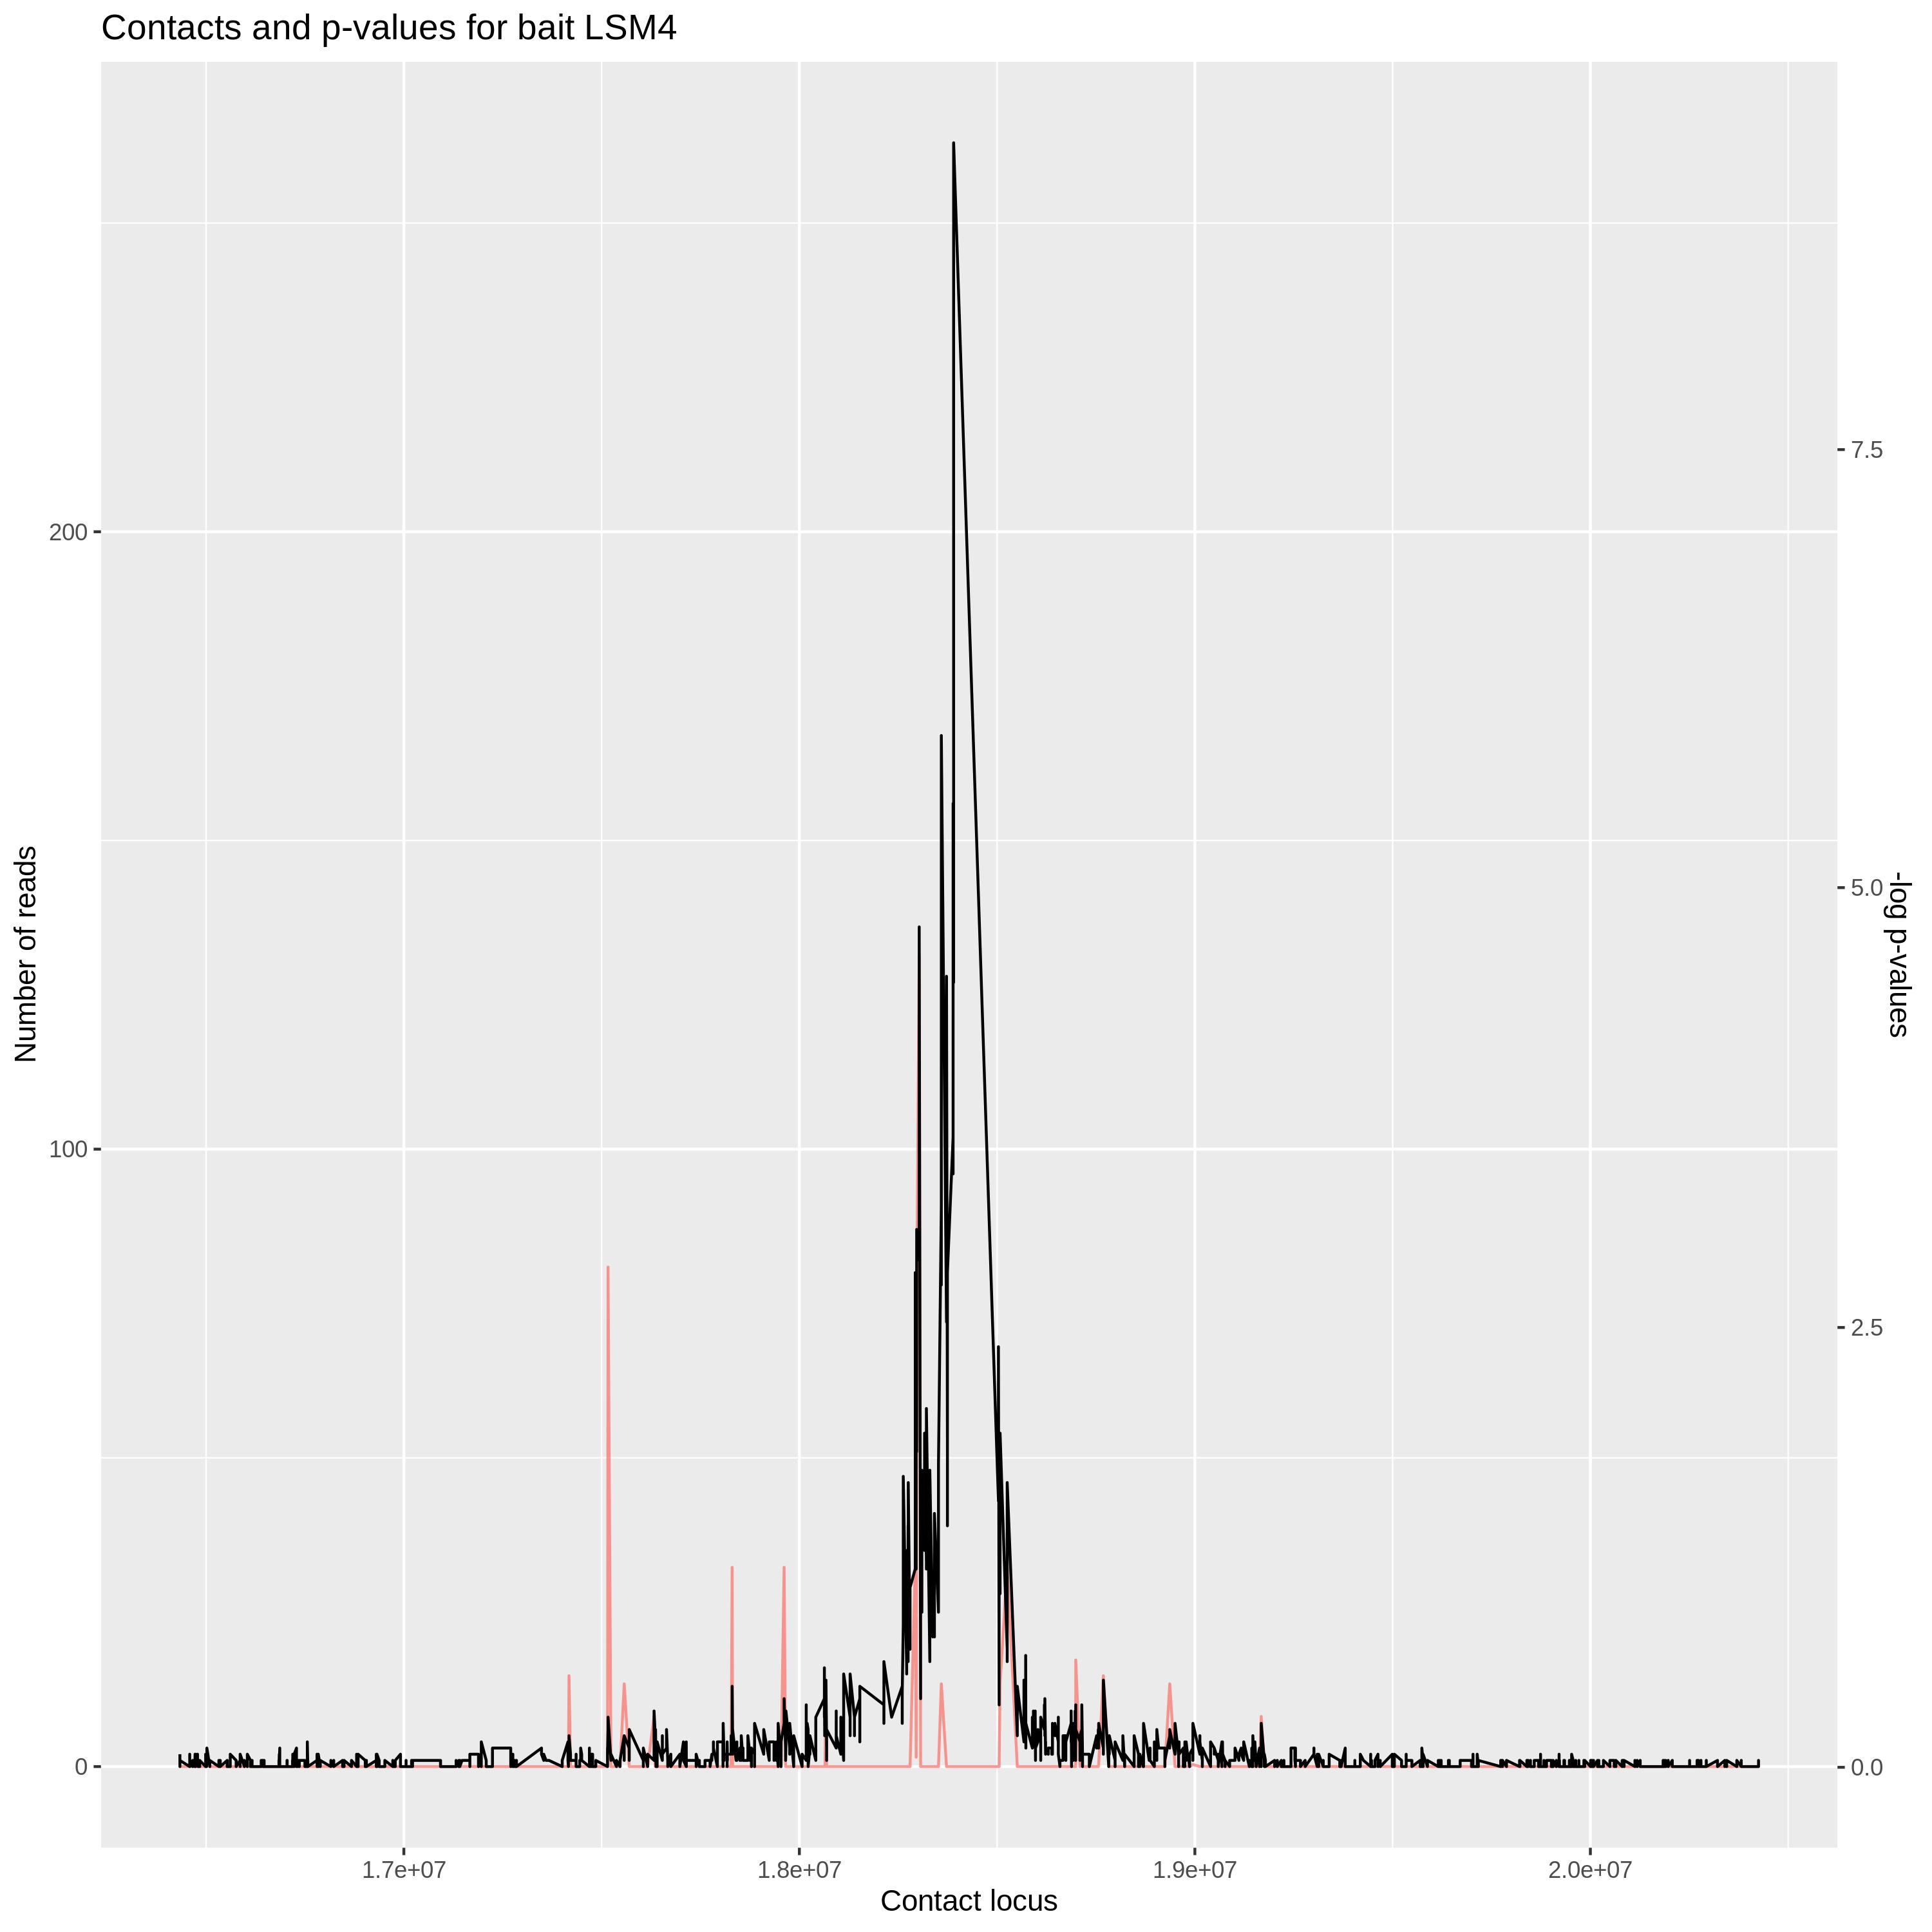 Contacts and p-values for bait LSM4
Number of reads
200
100
0
7.5
5.0
2.5
0.0
-log p-values
1.7e+07
1.8e+07
1.9e+07
2.0e+07
Contact locus